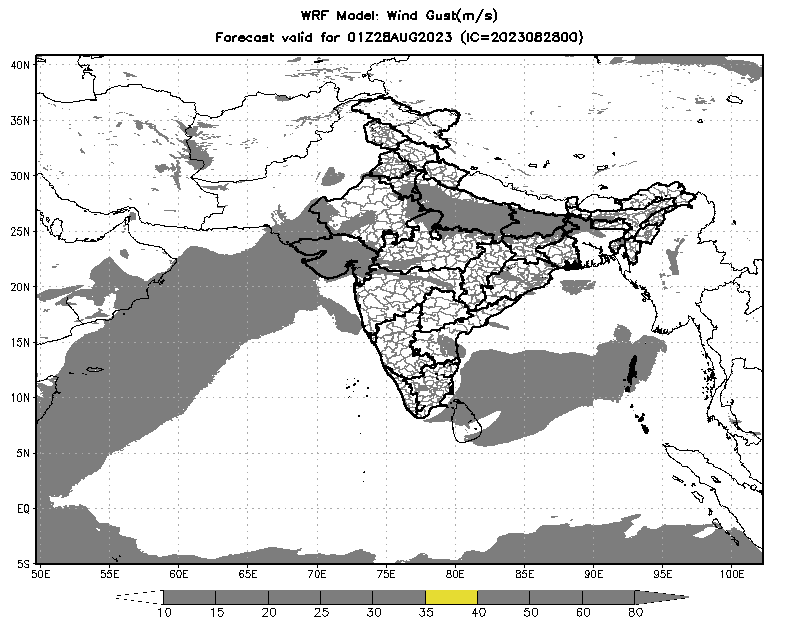 WRF Model: Wind Gust(m/s)
Forecast valid for 01Z28AUG2023 (IC=2023082800)
40N
35N
30N
25N
20N
15N
10N
5N
EQ
5S
50E 55E 60E 65E 70E 75E 80E 85E 90E 95E 100E
10 15 20 25 30 35 40 50 60 80